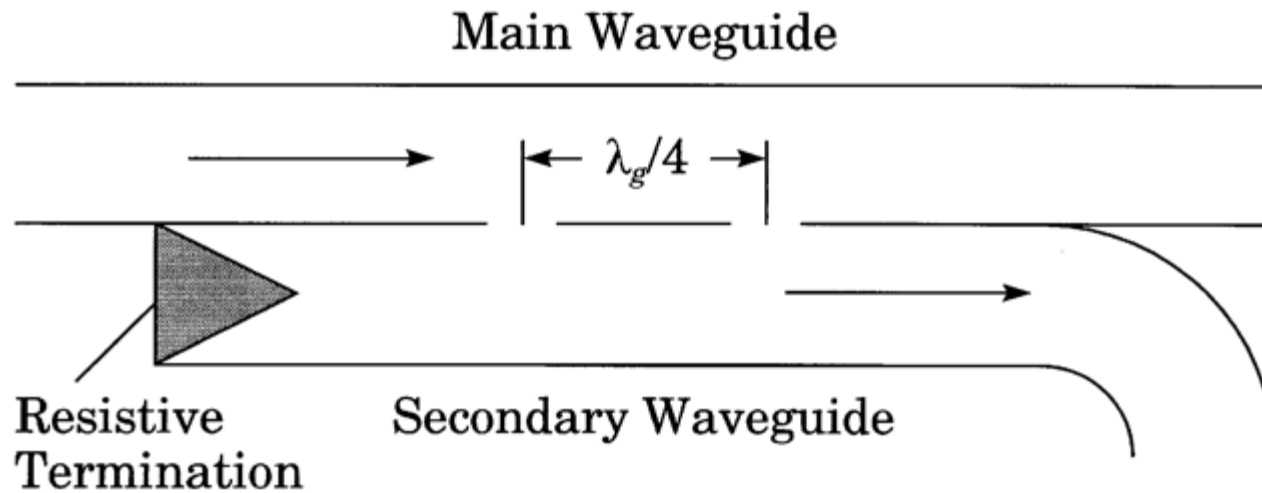 Main Waveguide
λg/4
Resistive
Termination
Secondary Waveguide